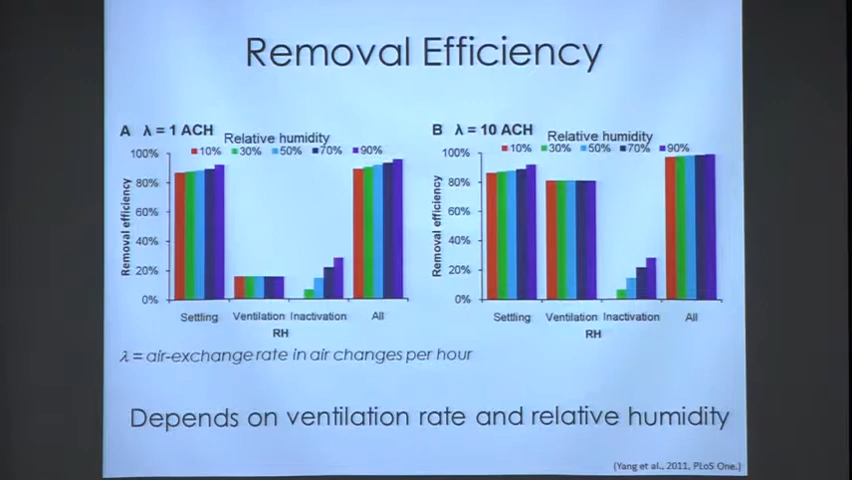 Removal Efficiency
A λ = 1 ACH
Relative humidity
10% 30% 50% 70% 90%
100%
80%
60%
40%
20%
0%
Removal efficiency
Settling Ventilation Inactivation All
RH
B λ = 10 ACH
Relative humidity
10% 30% 50% 70% 90%
100%
80%
60%
40%
20%
0%
Removal efficiency
Settling Ventilation Inactivation All
RH
λ = air-exchange rate in air changes per hour
Depends on ventilation rate and relative humidity
(Yang et al., 2011, PLoS One.)